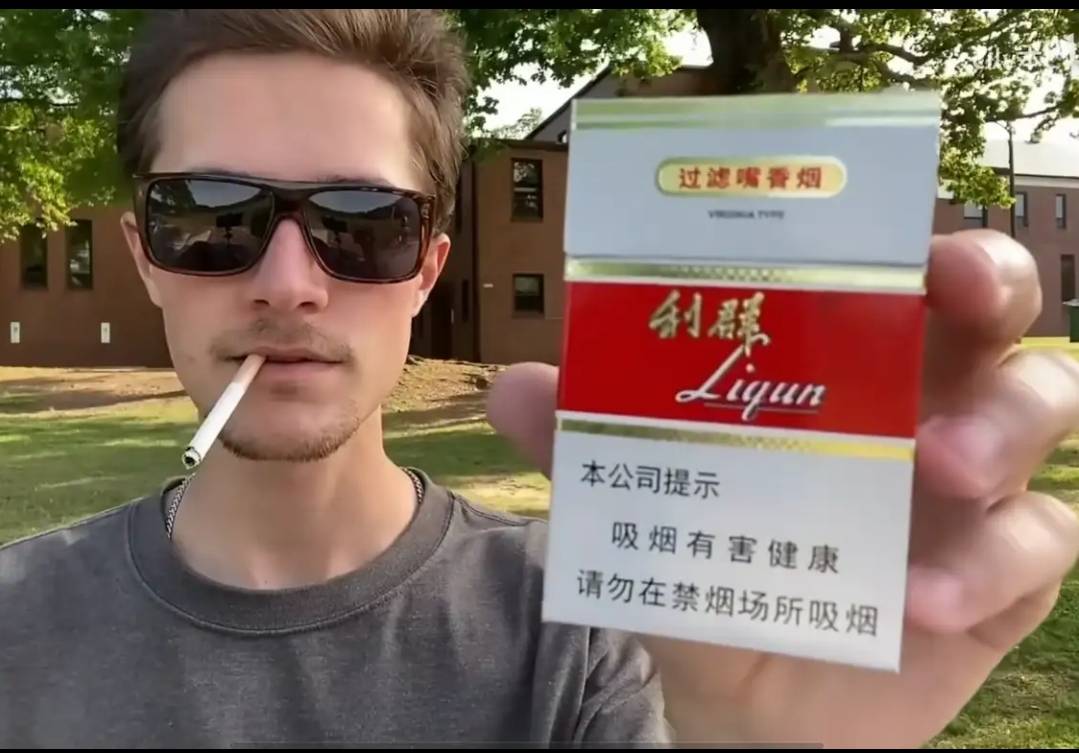 过滤嘴香烟
VIRGINIA TYPE
利群
Liqun
本公司提示
吸烟有害健康
请勿在禁烟场所吸烟